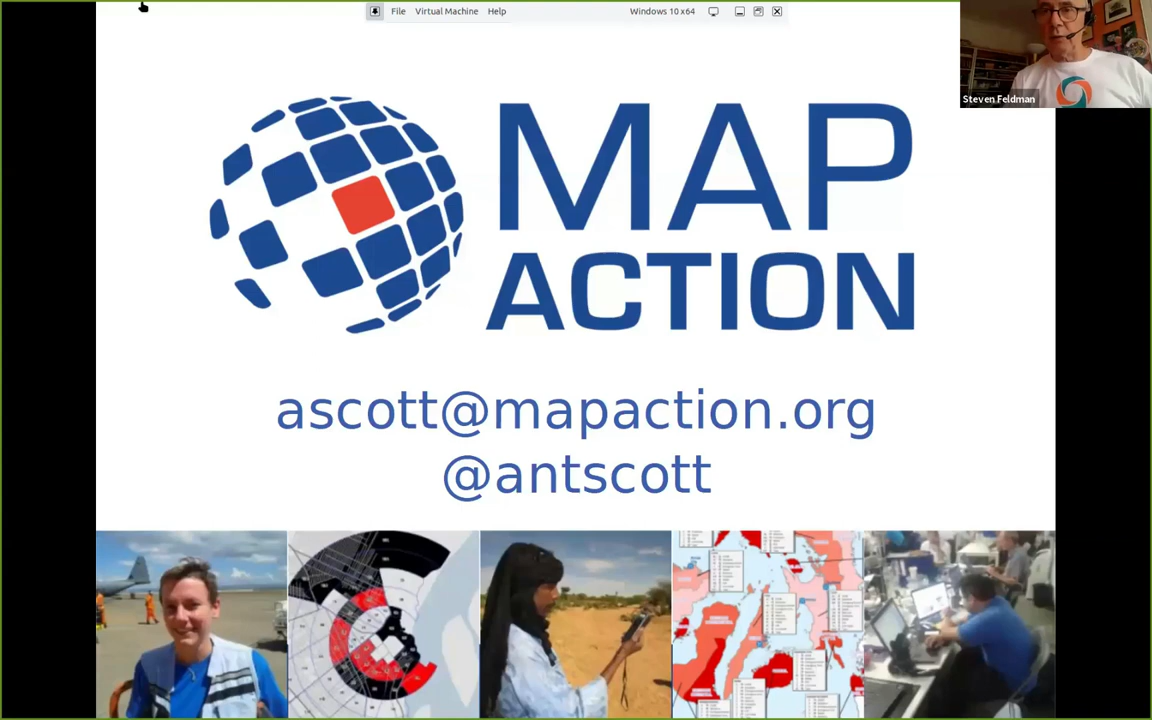 File Virtual Machine Help Windows 10 x64
Steven Feldman
MAP
ACTION
ascott@mapaction.org
@antscott